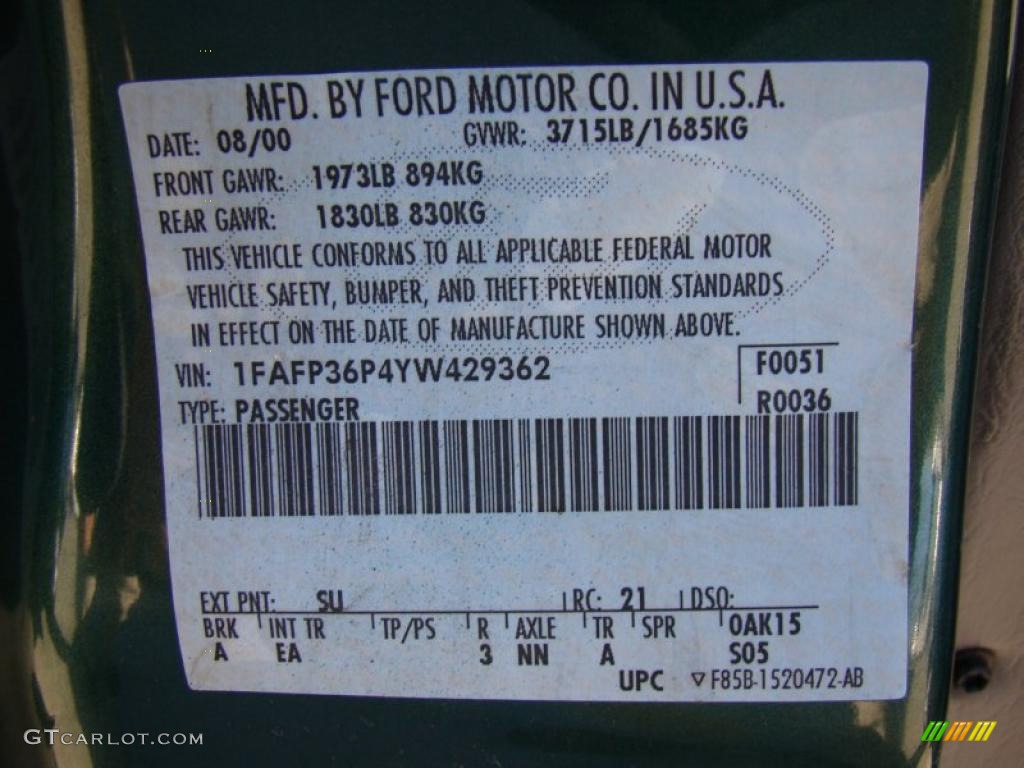 MFD. BY FORD MOTOR CO. IN U.S.A.
DATE: 08/00 GVWR: 3715LB/1685KG
FRONT GAWR: 1973LB 894KG
REAR GAWR: 1830LB 830KG
THIS VEHICLE CONFORMS TO ALL APPLICABLE FEDERAL MOTOR
VEHICLE SAFETY, BUMPER, AND THEFT PREVENTION STANDARDS
IN EFFECT ON THE DATE OF MANUFACTURE SHOWN ABOVE.
VIN: 1FAFP36P4YW429362 F0051
TYPE: PASSENGER R0036
EXT PNT: SU RC: 21 DSO:
BRK INT TR TP/PS R AXLE TR SPR 0AK15
A EA 3 NN A S05
UPC ▽F85B-1520472-AB
GTCARLOT.COM